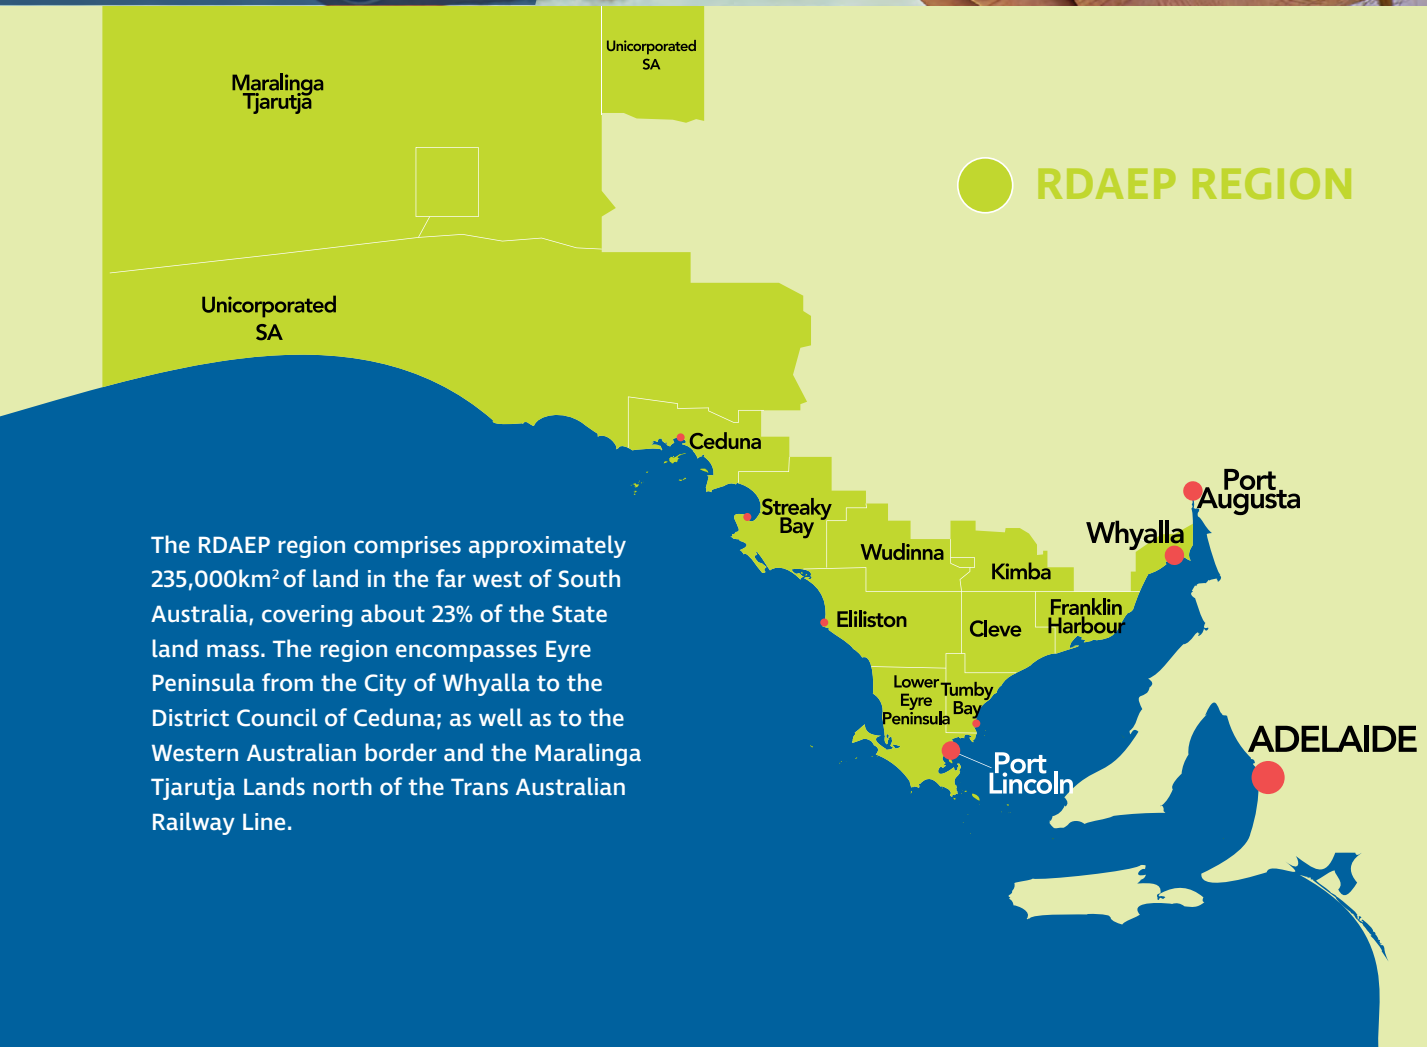 Unicorporated
SA
Maralinga
Tjarutja
RDAEP REGION
Unicorporated
SA
Ceduna
Port
Augusta
Streaky
Bay
Whyalla
Wudinna
Kimba
Eliliston
Cleve
Franklin
Harbour
Lower
Eyre
Peninsula
Tumby
Bay
Port
Lincoln
ADELAIDE
The RDAEP region comprises approximately
235,000km² of land in the far west of South
Australia, covering about 23% of the State
land mass. The region encompasses Eyre
Peninsula from the City of Whyalla to the
District Council of Ceduna; as well as to the
Western Australian border and the Maralinga
Tjarutja Lands north of the Trans Australian
Railway Line.